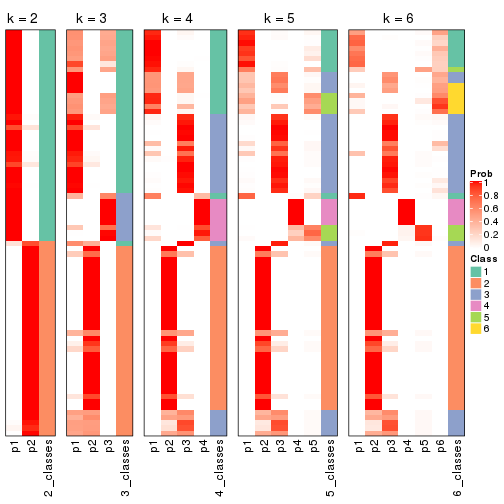 k = 2
k = 3
k = 4
k = 5
k = 6
Prob
1
0.8
0.6
0.4
0.2
0
Class
1
2
3
4
5
6
p1
p2
2_classes
p1
p2
p3
3_classes
p1
p2
p3
p4
4_classes
p1
p2
p3
p4
p5
5_classes
p1
p2
p3
p4
p5
p6
6_classes